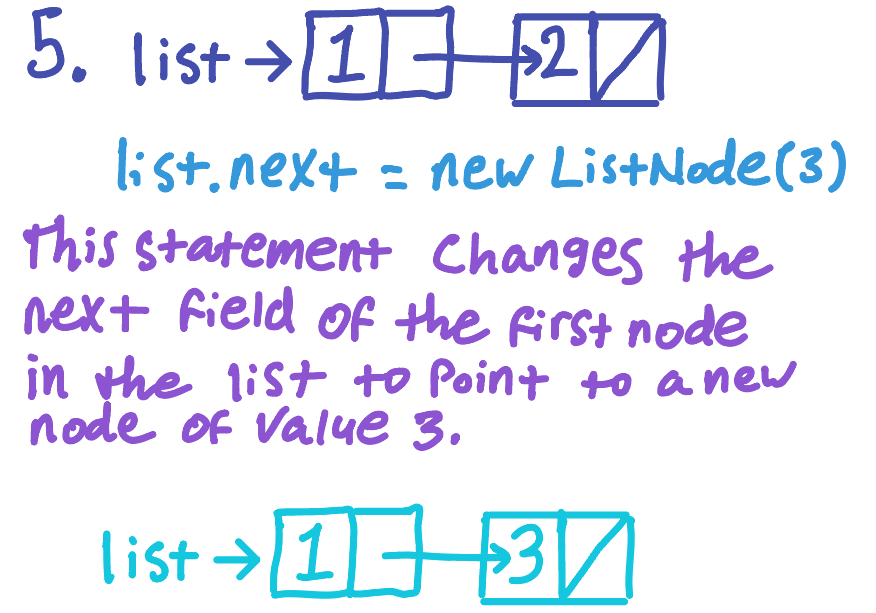 5. list → 1 → 2
list.next = new ListNode(3)
This statement changes the
next field of the first node
in the list to point to a new
node of value 3.
list → 1 → 3